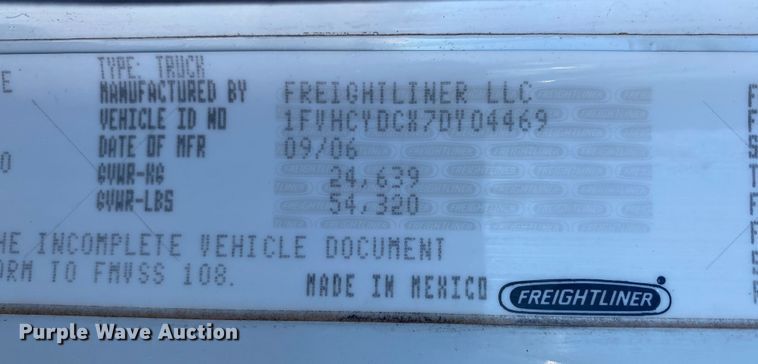 TYPE: TRUCK
MANUFACTURED BY FREIGHTLINER LLC
VEHICLE ID NO 1FVHCYDCX7DY04469
DATE OF MFR 09/06
GVWR-KG 24,639
GVWR-LBS 54,320
HE INCOMPLETE VEHICLE DOCUMENT
ORM TO FMVSS 108.
MADE IN MEXICO FREIGHTLINER
Purple Wave Auction